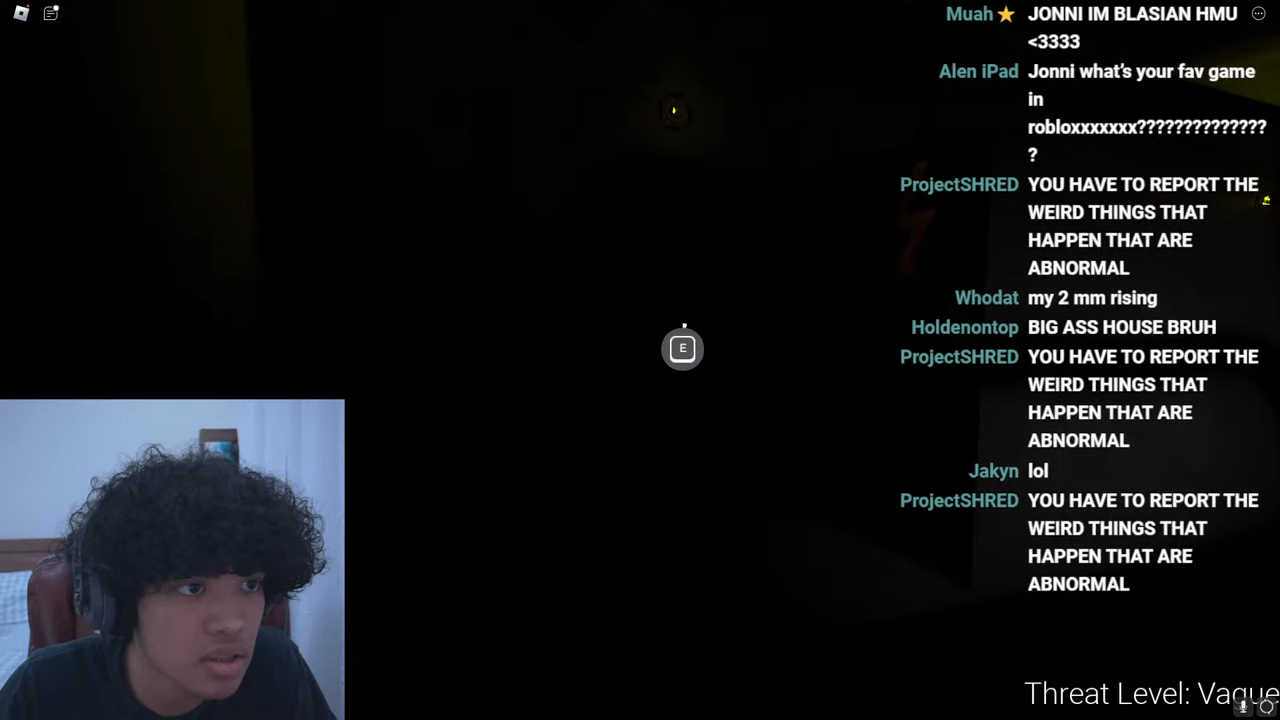 Muah JONNI IM BLASIAN HMU
<3333
Alen iPad Jonni what’s your fav game
in
robloxxxxxxx??????????????
?
ProjectSHRED YOU HAVE TO REPORT THE
WEIRD THINGS THAT
HAPPEN THAT ARE
ABNORMAL
Whodat my 2 mm rising
Holdenontop BIG ASS HOUSE BRUH
ProjectSHRED YOU HAVE TO REPORT THE
WEIRD THINGS THAT
HAPPEN THAT ARE
ABNORMAL
Jakyn lol
ProjectSHRED YOU HAVE TO REPORT THE
WEIRD THINGS THAT
HAPPEN THAT ARE
ABNORMAL
E
Threat Level: Vague